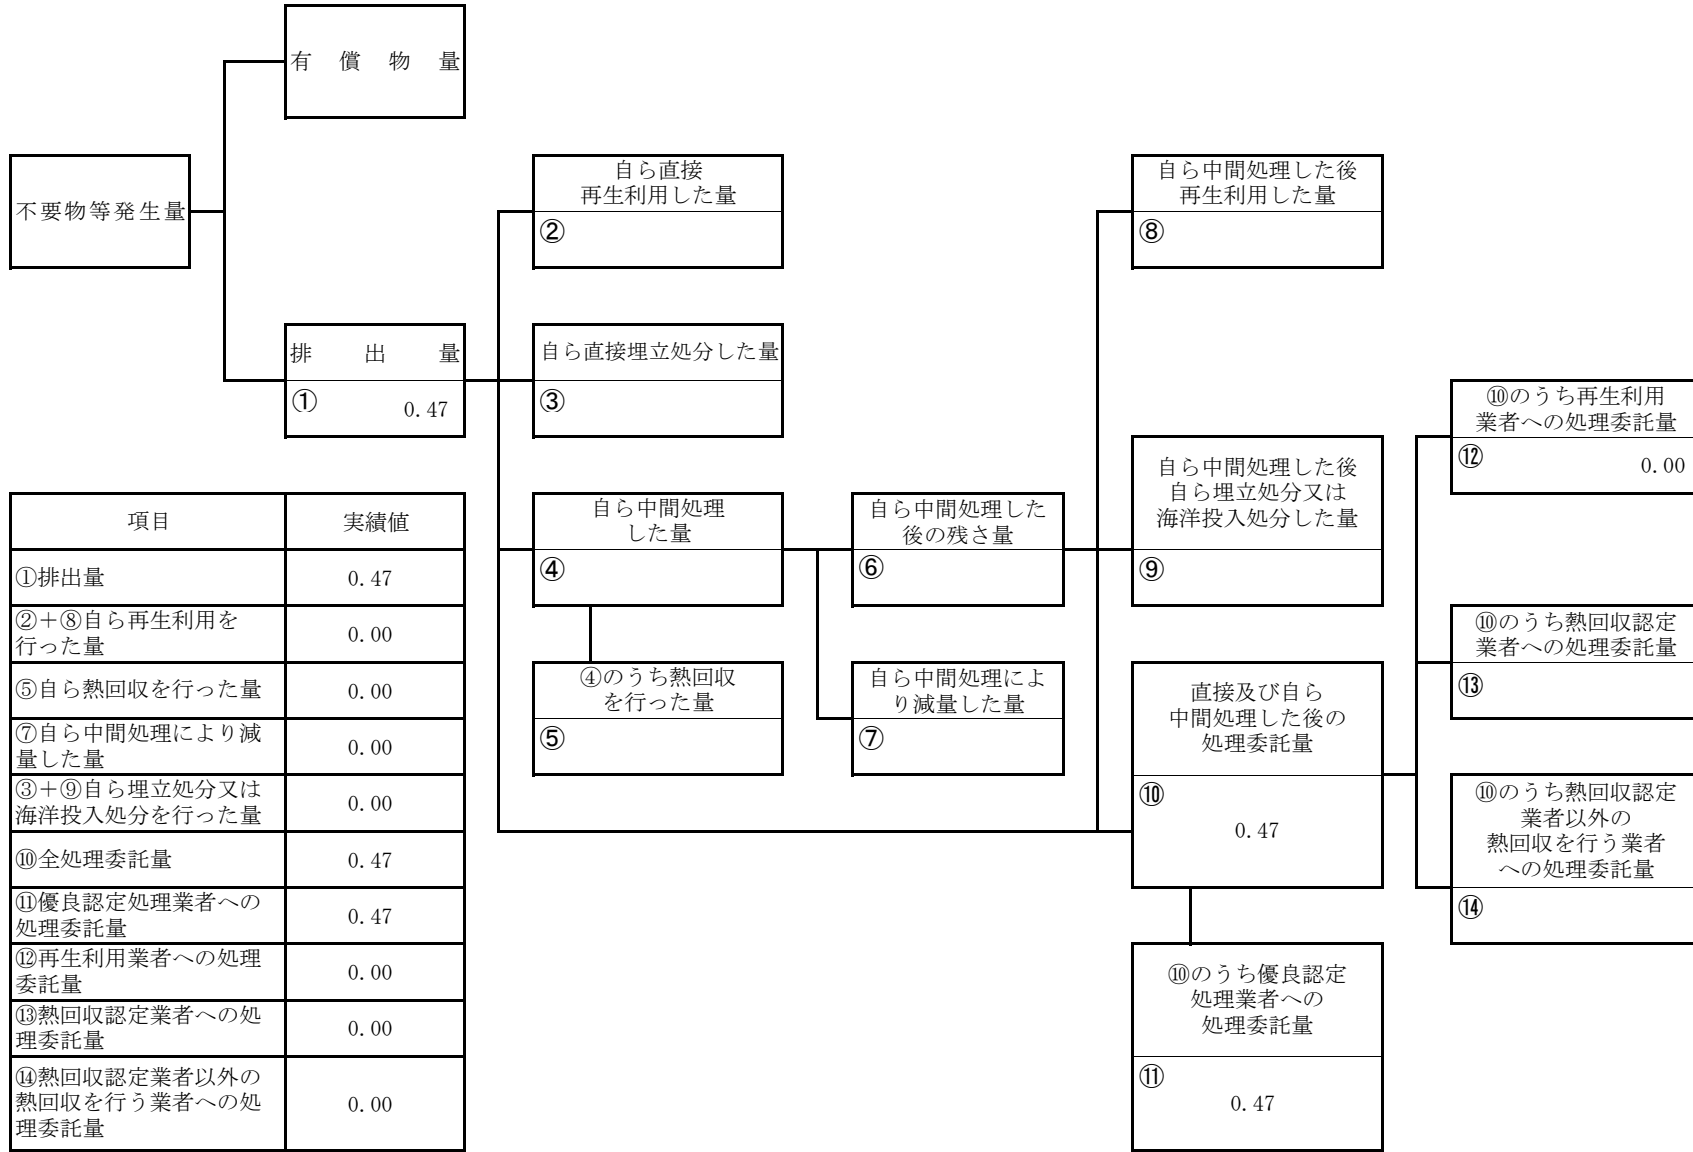 有償物量
不要物等発生量
排出量
①
0.47
自ら直接
再生利用した量
②
自ら直接埋立処分した量
③
自ら中間処理
した量
④
④のうち熱回収
を行った量
⑤
自ら中間処理した
後の残さ量
⑥
自ら中間処理によ
り減量した量
⑦
自ら中間処理した後
再生利用した量
⑧
自ら中間処理した後
自ら埋立処分又は
海洋投入処分した量
⑨
直接及び自ら
中間処理した後の
処理委託量
⑩
0.47
⑩のうち優良認定
処理業者への
処理委託量
⑪
0.47
⑩のうち再生利用
業者への処理委託量
⑫ 0.00
⑩のうち熱回収認定
業者への処理委託量
⑬
⑩のうち熱回収認定
業者以外の
熱回収を行う業者
への処理委託量
⑭
項目 実績値
①排出量 0.47
②＋⑧自ら再生利用を
行った量 0.00
⑤自ら熱回収を行った量 0.00
⑦自ら中間処理により減
量した量 0.00
③＋⑨自ら埋立処分又は
海洋投入処分を行った量 0.00
⑩全処理委託量 0.47
⑪優良認定処理業者への
処理委託量 0.47
⑫再生利用業者への処理
委託量 0.00
⑬熱回収認定業者への処
理委託量 0.00
⑭熱回収認定業者以外の
熱回収を行う業者への処
理委託量 0.00